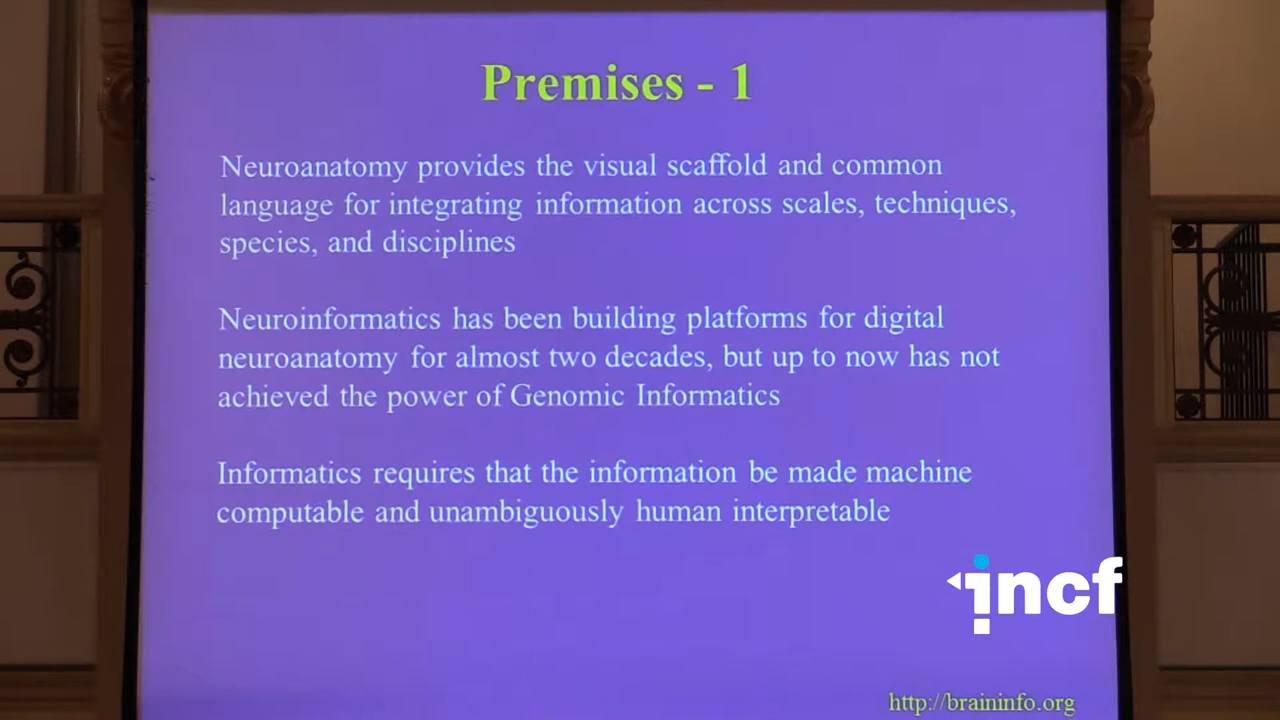 Premises - 1
Neuroanatomy provides the visual scaffold and common
language for integrating information across scales, techniques,
species, and disciplines
Neuroinformatics has been building platforms for digital
neuroanatomy for almost two decades, but up to now has not
achieved the power of Genomic Informatics
Informatics requires that the information be made machine
computable and unambiguously human interpretable
incf
http://braininfo.org